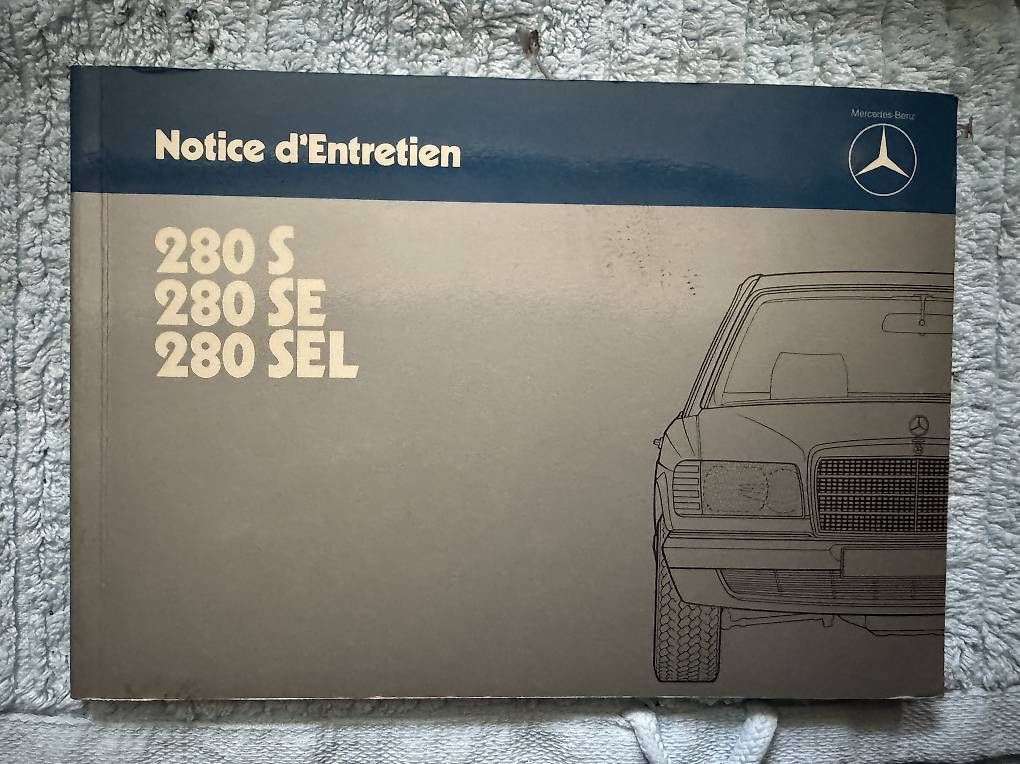 Mercedes-Benz
Notice d'Entretien
280 S
280 SE
280 SEL